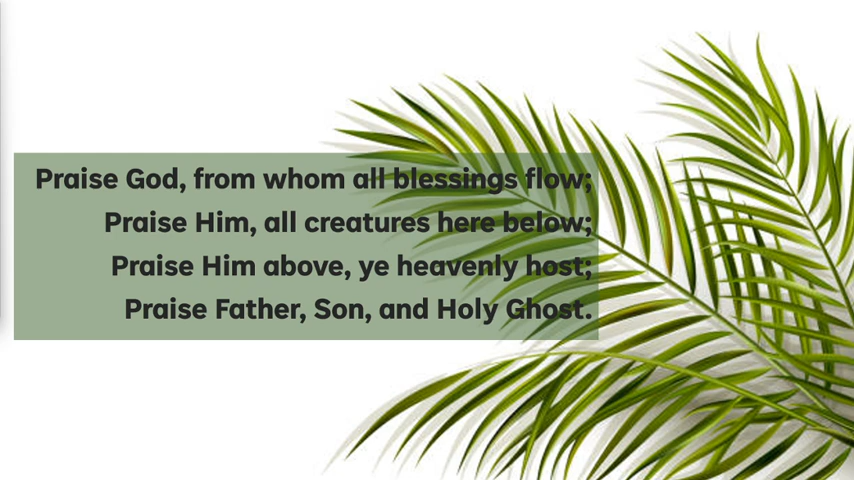 Praise God, from whom all blessings flow;
Praise Him, all creatures here below;
Praise Him above, ye heavenly host;
Praise Father, Son, and Holy Ghost.